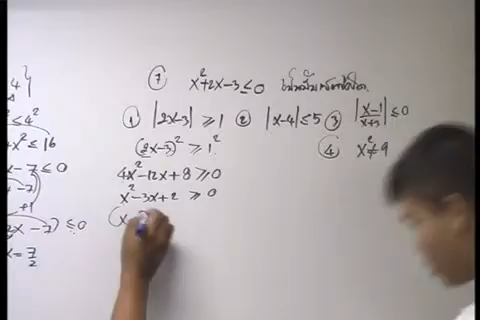 4}
≤ 4²
x² ≤ 16
x - 7 ≤ 0
+1
2x - 7) ≤ 0
x = 7/2
⑦ x² + 2x - 3 ≤ 0
① |2x - 3| ≥ 1 ② |x - 4| ≤ 5 ③ |(x - 1)/(x + 3)| ≤ 0
(2x - 3)² ≥ 1² ④ x² ≠ 9
4x² - 12x + 8 ≥ 0
x² - 3x + 2 ≥ 0
(x -